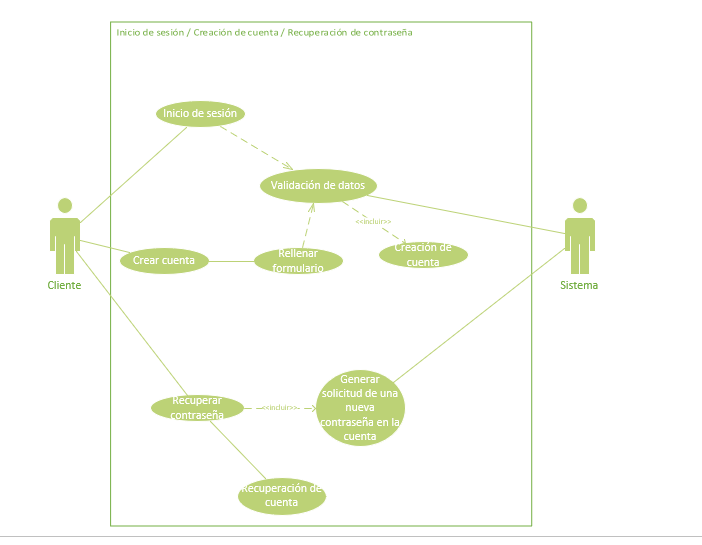 Inicio de sesión / Creación de cuenta / Recuperación de contraseña
Inicio de sesión
Validación de datos
<<incluir>>
Crear cuenta
Rellenar
formulario
Creación de
cuenta
Cliente
Sistema
Recuperar
contraseña
<<incluir>>
Generar
solicitud de una
nueva
contraseña en la
cuenta
Recuperación de
cuenta